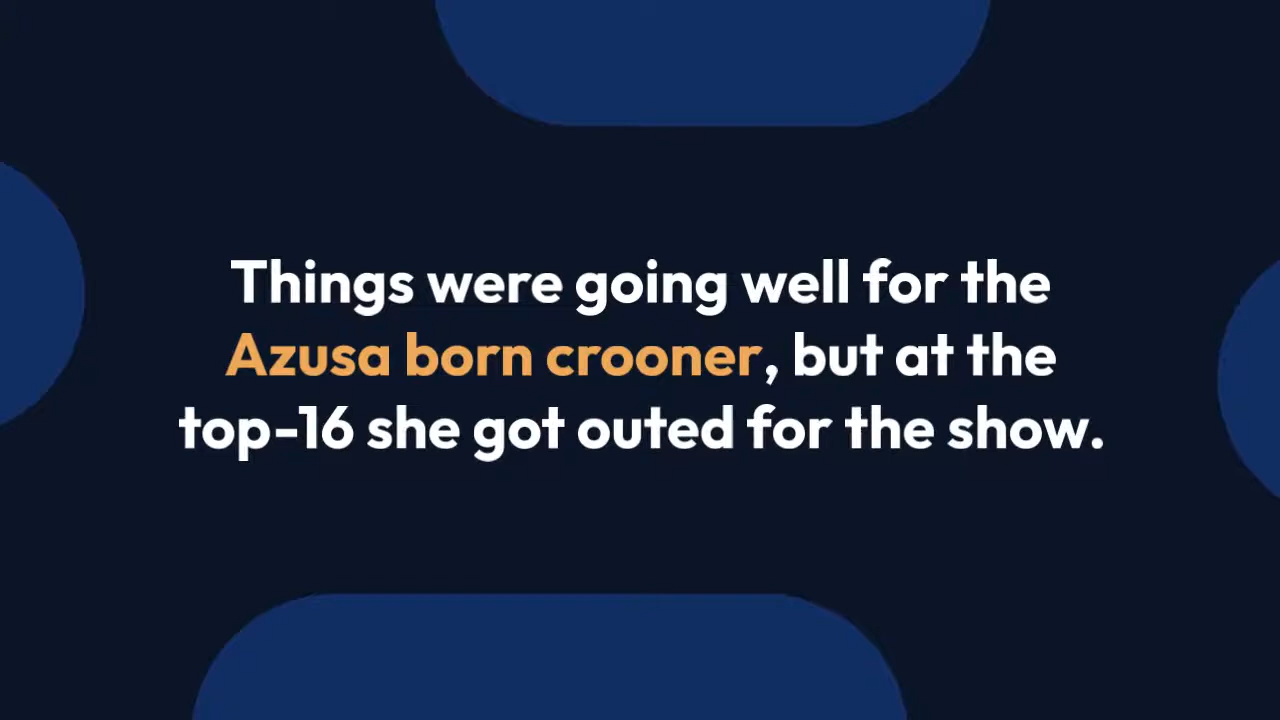 Things were going well for the
Azusa born crooner, but at the
top-16 she got outed for the show.